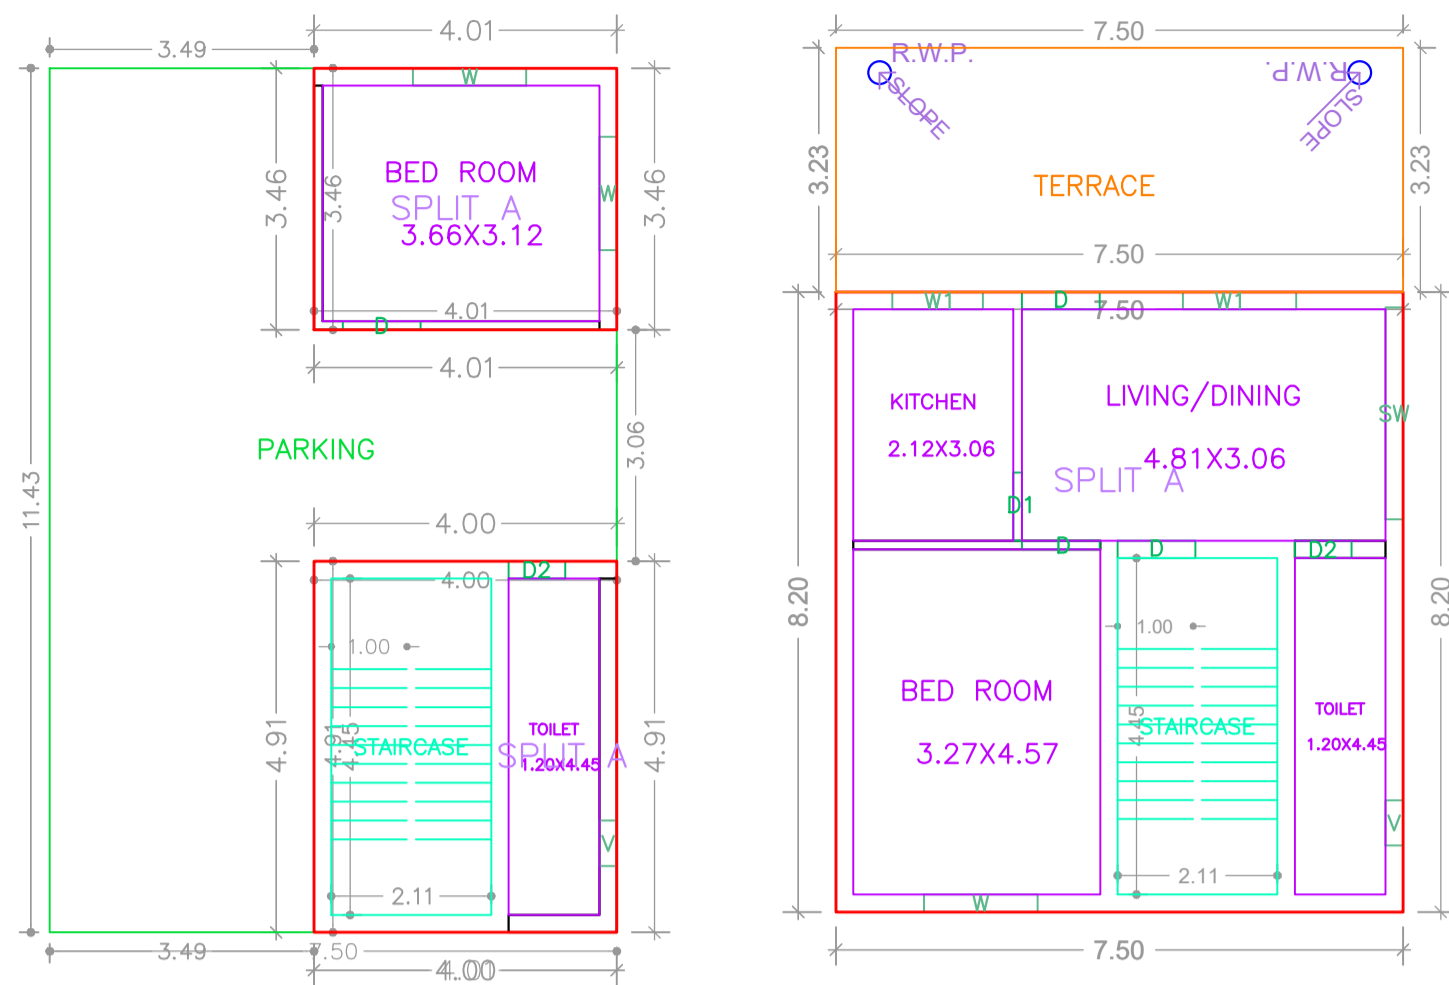 4.01
3.49
W
3.46
3.46
3.46
BED ROOM
W
SPLIT A
3.66X3.12
4.01
D
4.01
PARKING
3.06
11.43
4.00
D2
4.00
1.00
4.91
4.91
4.45
4.91
STAIRCASE
TOILET
SPLIT A
1.20X4.45
V
2.11
3.49
7.50
4.00
7.50
R.W.P.
R.W.P.
SLOPE
SLOPE
3.23
3.23
TERRACE
7.50
W1
D
W1
7.50
KITCHEN
2.12X3.06
LIVING/DINING
4.81X3.06
SW
SPLIT A
D1
D
D
D2
8.20
8.20
1.00
BED ROOM
3.27X4.57
4.45
STAIRCASE
TOILET
1.20X4.45
V
2.11
W
7.50